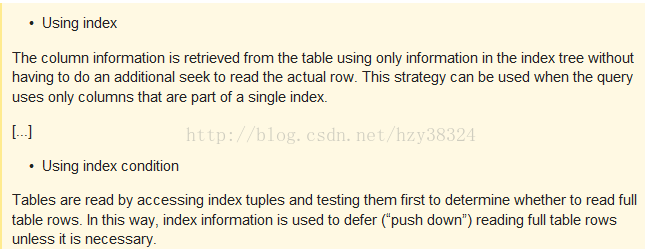 • Using index
The column information is retrieved from the table using only information in the index tree without
having to do an additional seek to read the actual row. This strategy can be used when the query
uses only columns that are part of a single index.
[...]
http://blog.csdn.net/hzy38324
• Using index condition
Tables are read by accessing index tuples and testing them first to determine whether to read full
table rows. In this way, index information is used to defer (“push down”) reading full table rows
unless it is necessary.